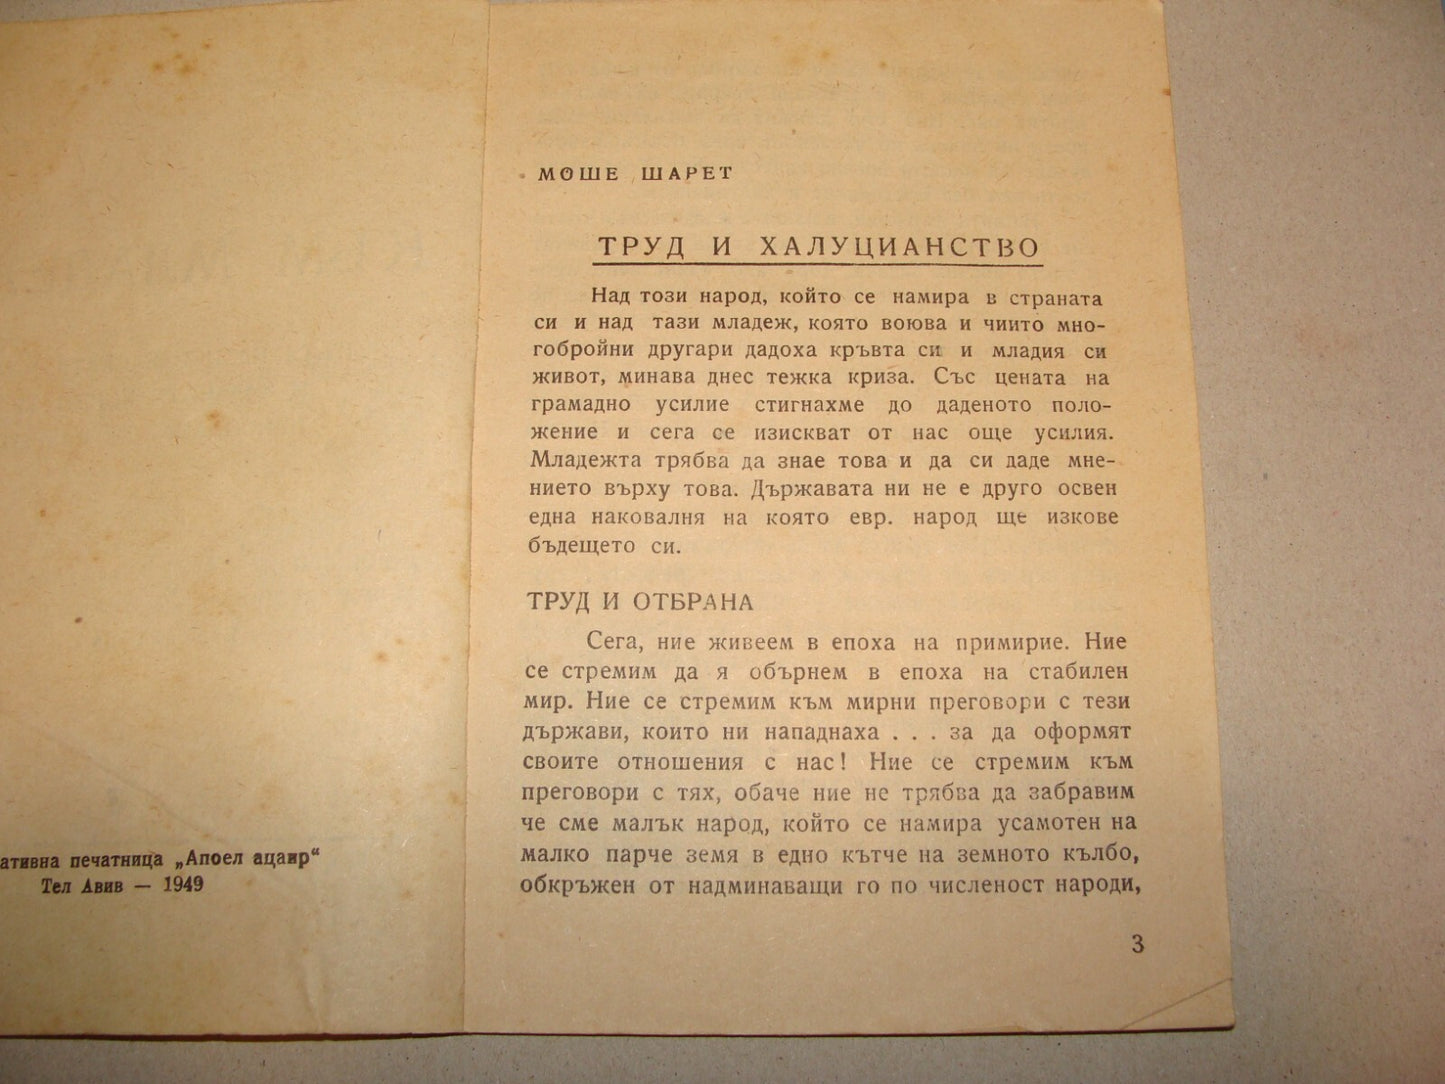 ативна печатница „Апоел ацаир“
Тел Авив — 1949
МОШЕ ШАРЕТ
ТРУД И ХАЛУЦИАНСТВО
Над този народ, който се намира в страната
си и над тази младеж, която воюва и чиито мно-
гобройни другари дадоха кръвта си и младия си
живот, минава днес тежка криза. Със цената на
грамадно усилие стигнахме до даденото поло-
жение и сега се изискват от нас още усилия.
Младежта трябва да знае това и да си даде мне-
нието върху това. Държавата ни не е друго освен
една наковалня на която евр. народ ще изкове
бъдещето си.
ТРУД И ОТБРАНА
Сега, ние живеем в епоха на примирие. Ние
се стремим да я обърнем в епоха на стабилен
мир. Ние се стремим към мирни преговори с тези
държави, които ни нападнаха . . . за да оформят
своите отношения с нас! Ние се стремим към
преговори с тях, обаче ние не трябва да забравим
че сме малък народ, който се намира усамотен на
малко парче земя в едно кътче на земното кълбо,
обкръжен от надминаващи го по численост народи,
3